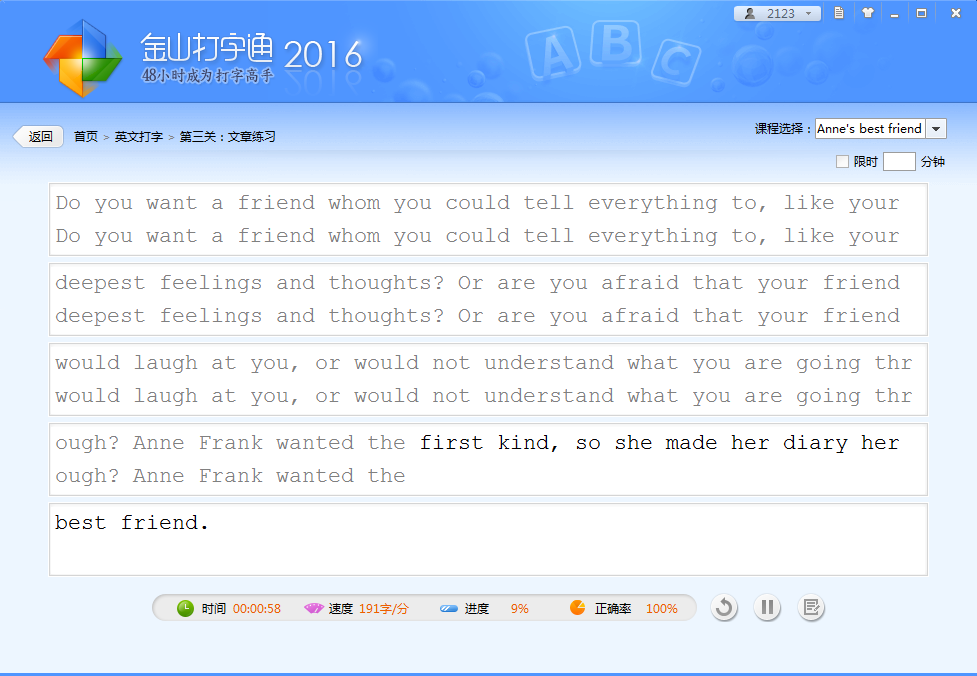 2123
金山打字通 2016
48小时成为打字高手
A B C
返回 首页 > 英文打字 > 第三关：文章练习
课程选择： Anne's best friend
限时 分钟
Do you want a friend whom you could tell everything to, like your
Do you want a friend whom you could tell everything to, like your
deepest feelings and thoughts? Or are you afraid that your friend
deepest feelings and thoughts? Or are you afraid that your friend
would laugh at you, or would not understand what you are going thr
would laugh at you, or would not understand what you are going thr
ough? Anne Frank wanted the first kind, so she made her diary her
ough? Anne Frank wanted the
best friend.
时间 00:00:58 速度 191字/分 进度 9% 正确率 100%